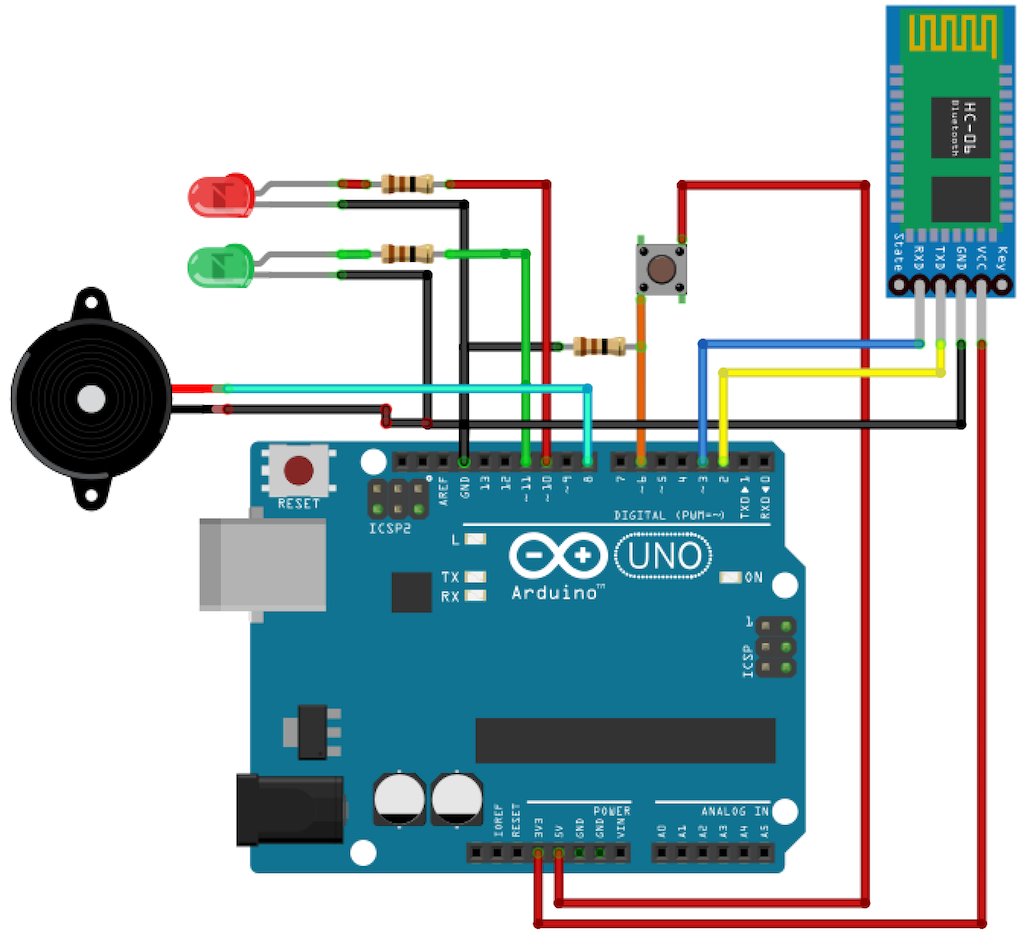 HC-06
Bluetooth
State
RXD
TXD
GND
VCC
Key
RESET
ICSP2
AREF
GND
13
12
~11
~10
~9
8
7
~6
~5
4
~3
2
TXD▶1
RXD◀0
DIGITAL (PWM=~)
L
TX
RX
UNO
Arduino™
ON
1
ICSP
IOREF
RESET
3V3
5V
GND
GND
VIN
POWER
ANALOG IN
A0
A1
A2
A3
A4
A5